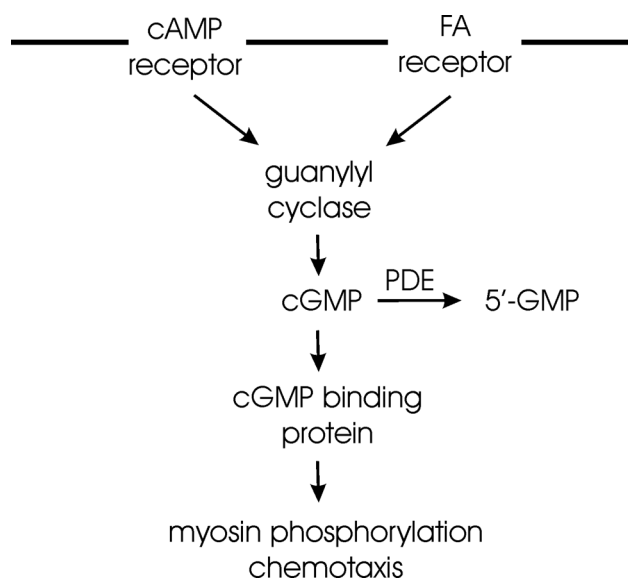 cAMP
receptor
FA
receptor
guanylyl
cyclase
cGMP
PDE
5'-GMP
cGMP binding
protein
myosin phosphorylation
chemotaxis